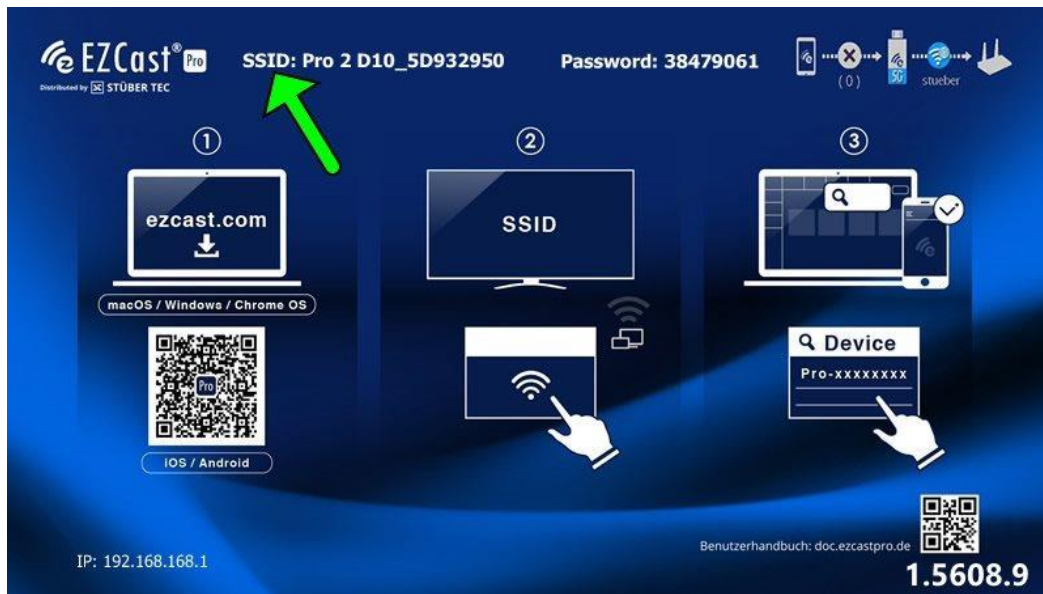 EZCast® Pro
Distributed by STÜBER TEC
SSID: Pro 2 D10_5D932950
Password: 38479061
(0)
5G
stueber
1
2
3
ezcast.com
SSID
macOS / Windows / Chrome OS
Device
Pro-xxxxxxxx
Pro
iOS / Android
IP: 192.168.168.1
Benutzerhandbuch: doc.ezcastpro.de
1.5608.9